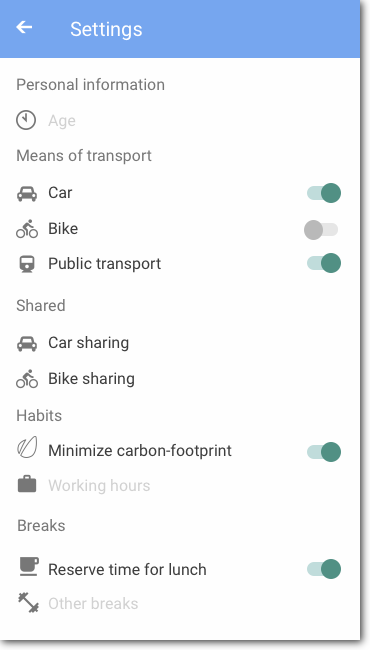 Settings
Personal information
Age
Means of transport
Car
Bike
Public transport
Shared
Car sharing
Bike sharing
Habits
Minimize carbon-footprint
Working hours
Breaks
Reserve time for lunch
Other breaks